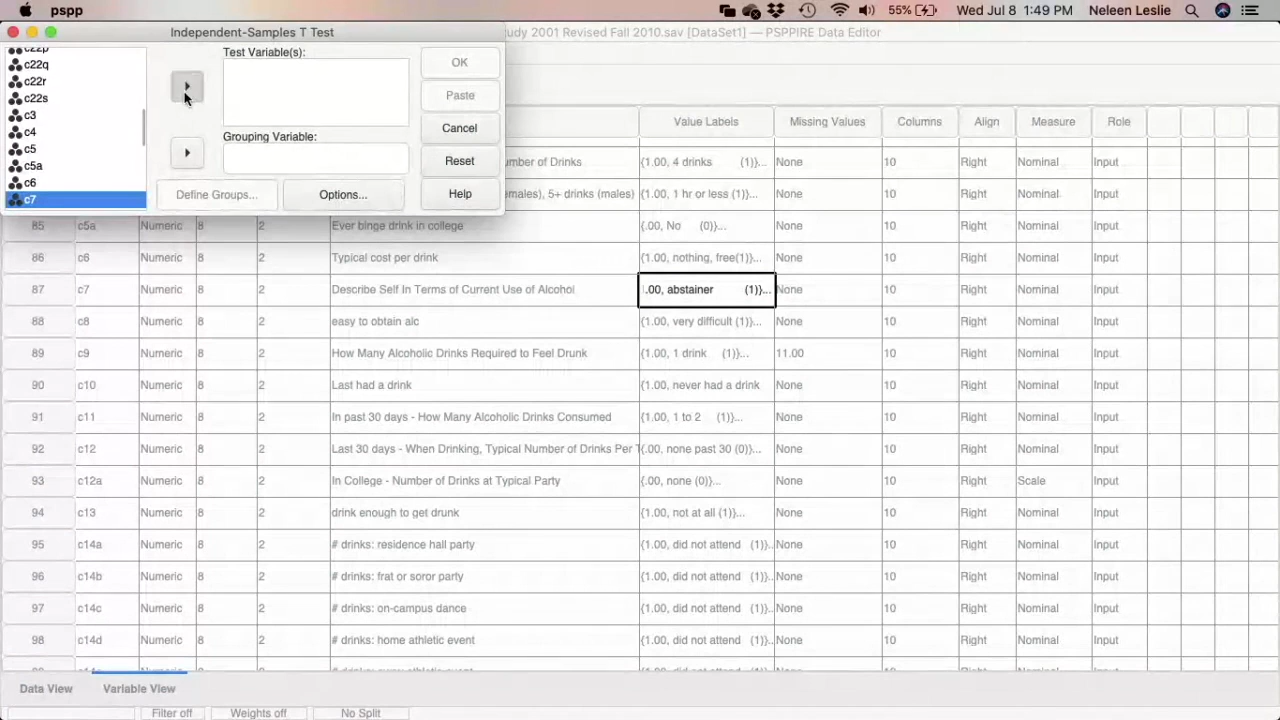 pspp 55% Wed Jul 8 1:49 PM Neleen Leslie
Independent-Samples T Test
tudy 2001 Revised Fall 2010.sav [DataSet1] — PSPPIRE Data Editor
c22p
c22q
c22r
c22s
c3
c4
c5
c5a
c6
c7
Test Variable(s):
Grouping Variable:
Define Groups... Options...
OK
Paste
Cancel
Reset
Help
Value Labels Missing Values Columns Align Measure Role
umber of Drinks {1.00, 4 drinks (1)}... None 10 Right Nominal Input
emales), 5+ drinks (males) {1.00, 1 hr or less (1)}... None 10 Right Nominal Input
85 c5a Numeric 8 2 Ever binge drink in college {.00, No (0)}... None 10 Right Nominal Input
86 c6 Numeric 8 2 Typical cost per drink {1.00, nothing, free(1)}... None 10 Right Nominal Input
87 c7 Numeric 8 2 Describe Self In Terms of Current Use of Alcohol .00, abstainer (1)}... None 10 Right Nominal Input
88 c8 Numeric 8 2 easy to obtain alc {1.00, very difficult (1)}... None 10 Right Nominal Input
89 c9 Numeric 8 2 How Many Alcoholic Drinks Required to Feel Drunk {1.00, 1 drink (1)}... 11.00 10 Right Nominal Input
90 c10 Numeric 8 2 Last had a drink {1.00, never had a drink None 10 Right Nominal Input
91 c11 Numeric 8 2 In past 30 days - How Many Alcoholic Drinks Consumed {1.00, 1 to 2 (1)}... None 10 Right Nominal Input
92 c12 Numeric 8 2 Last 30 days - When Drinking, Typical Number of Drinks Per {.00, none past 30 (0)}... None 10 Right Nominal Input
93 c12a Numeric 8 2 In College - Number of Drinks at Typical Party {.00, none (0)}... None 10 Right Scale Input
94 c13 Numeric 8 2 drink enough to get drunk {1.00, not at all (1)}... None 10 Right Nominal Input
95 c14a Numeric 8 2 # drinks: residence hall party {1.00, did not attend (1)}.. None 10 Right Nominal Input
96 c14b Numeric 8 2 # drinks: frat or soror party {1.00, did not attend (1)}.. None 10 Right Nominal Input
97 c14c Numeric 8 2 # drinks: on-campus dance {1.00, did not attend (1)}.. None 10 Right Nominal Input
98 c14d Numeric 8 2 # drinks: home athletic event {1.00, did not attend (1)}.. None 10 Right Nominal Input
Data View Variable View
Filter off Weights off No Split